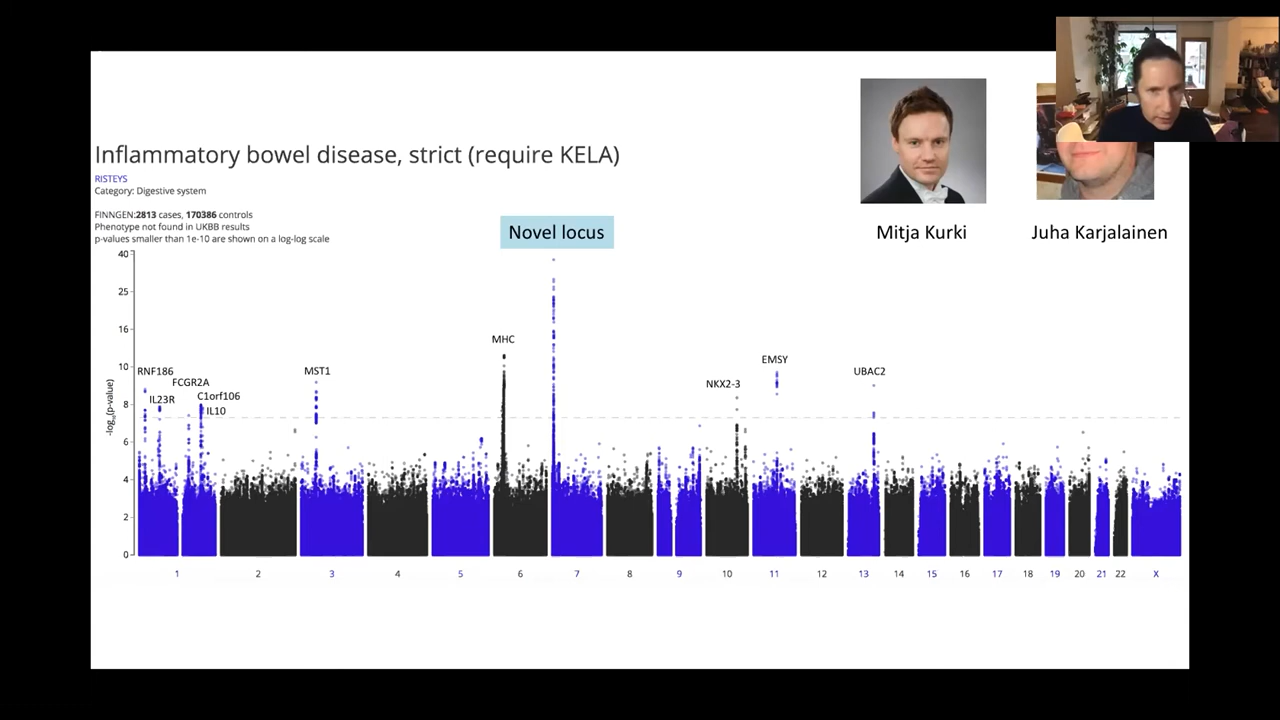 Inflammatory bowel disease, strict (require KELA)
RISTEYS
Category: Digestive system
FINNGEN:2813 cases, 170386 controls
Phenotype not found in UKBB results
p-values smaller than 1e-10 are shown on a log-log scale
Novel locus
Mitja Kurki
Juha Karjalainen
40
25
16
10
8
6
4
2
0
-log₁₀(p-value)
RNF186
IL23R
FCGR2A
C1orf106
IL10
MST1
MHC
NKX2-3
EMSY
UBAC2
1 2 3 4 5 6 7 8 9 10 11 12 13 14 15 16 17 18 19 20 21 22 X